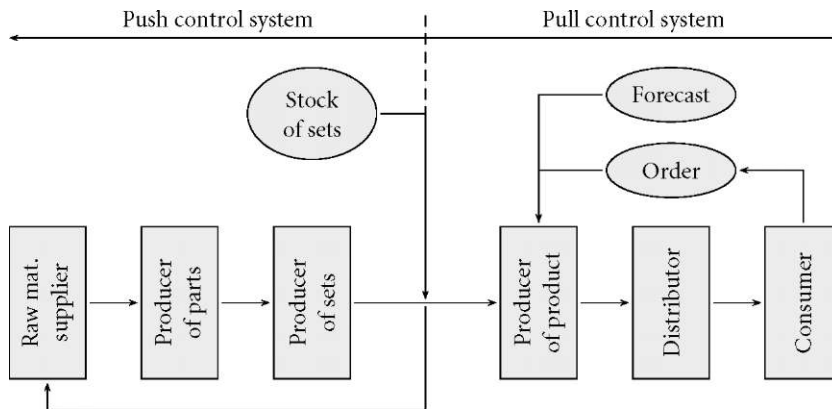 Push control system
Pull control system
Stock
of sets
Forecast
Order
Raw mat.
supplier
Producer
of parts
Producer
of sets
Producer
of product
Distributor
Consumer